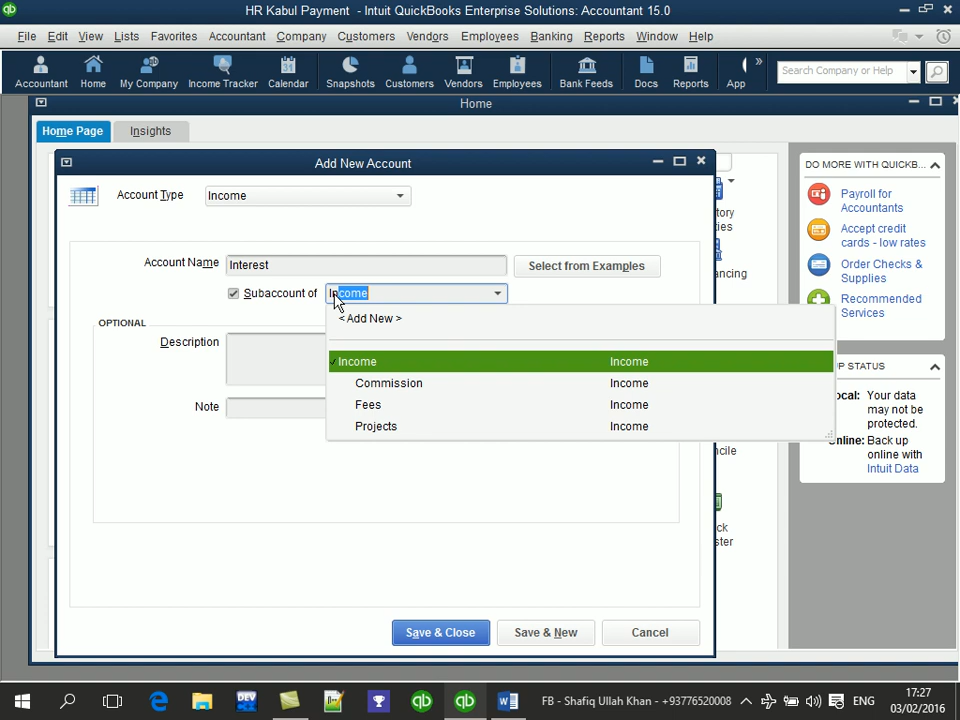 HR Kabul Payment - Intuit QuickBooks Enterprise Solutions: Accountant 15.0
File Edit View Lists Favorites Accountant Company Customers Vendors Employees Banking Reports Window Help
Accountant Home My Company Income Tracker Calendar Snapshots Customers Vendors Employees Bank Feeds Docs Reports App
Search Company or Help
Home
Home Page Insights
Add New Account
Account Type Income
Account Name Interest Select from Examples
Subaccount of Income
< Add New >
Income Income
Commission Income
Fees Income
Projects Income
OPTIONAL
Description
Note
Save & Close Save & New Cancel
DO MORE WITH QUICKB...
Payroll for
Accountants
Accept credit
cards - low rates
Order Checks &
Supplies
Recommended
Services
UP STATUS
ocal: Your data
may not be
protected.
Online: Back up
online with
Intuit Data
FB - Shafiq Ullah Khan - +93776520008 ENG
17:27
03/02/2016